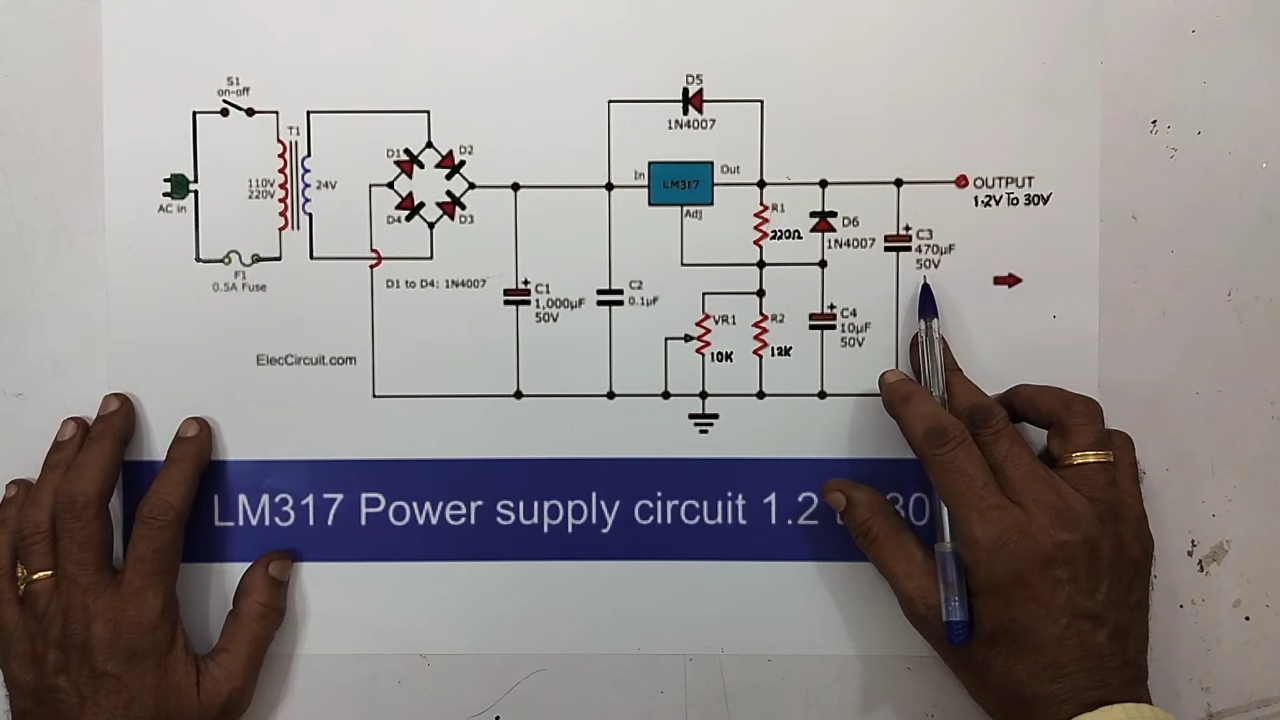 S1
on-off
T1
110V
220V
24V
AC in
F1
0.5A Fuse
D1
D2
D4
D3
D1 to D4: 1N4007
ElecCircuit.com
C1
1,000µF
50V
C2
0.1µF
D5
1N4007
In
LM317
Out
Adj
R1
220Ω
D6
1N4007
C3
470µF
50V
OUTPUT
1.2V To 30V
VR1
10K
R2
12K
C4
10µF
50V
LM317 Power supply circuit 1.2 30